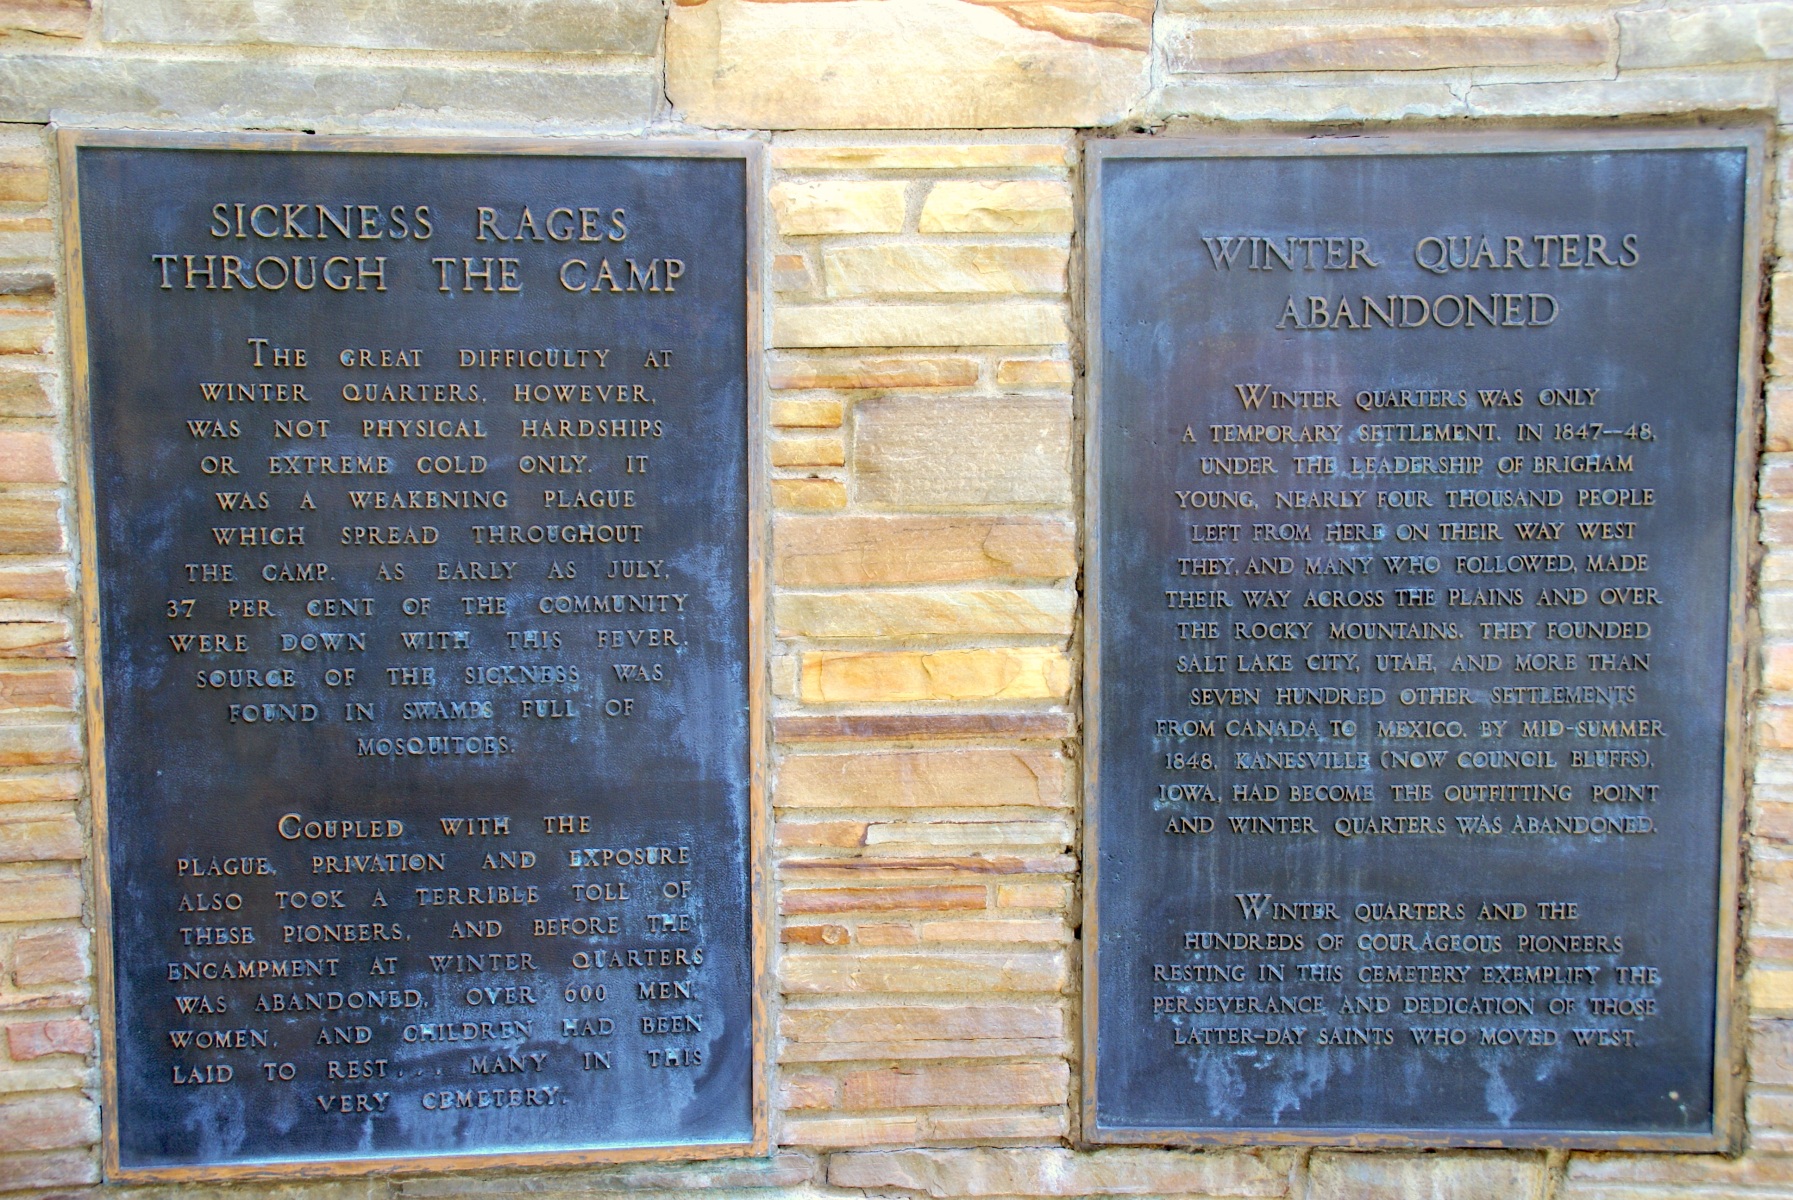 SICKNESS RAGES
THROUGH THE CAMP
THE GREAT DIFFICULTY AT
WINTER QUARTERS, HOWEVER,
WAS NOT PHYSICAL HARDSHIPS
OR EXTREME COLD ONLY. IT
WAS A WEAKENING PLAGUE
WHICH SPREAD THROUGHOUT
THE CAMP. AS EARLY AS JULY,
37 PER CENT OF THE COMMUNITY
WERE DOWN WITH THIS FEVER.
SOURCE OF THE SICKNESS WAS
FOUND IN SWAMPS FULL OF
MOSQUITOES.
COUPLED WITH THE
PLAGUE, PRIVATION AND EXPOSURE
ALSO TOOK A TERRIBLE TOLL OF
THESE PIONEERS, AND BEFORE THE
ENCAMPMENT AT WINTER QUARTERS
WAS ABANDONED, OVER 600 MEN,
WOMEN, AND CHILDREN HAD BEEN
LAID TO REST... MANY IN THIS
VERY CEMETERY.
WINTER QUARTERS
ABANDONED
WINTER QUARTERS WAS ONLY
A TEMPORARY SETTLEMENT. IN 1847--48,
UNDER THE LEADERSHIP OF BRIGHAM
YOUNG, NEARLY FOUR THOUSAND PEOPLE
LEFT FROM HERE ON THEIR WAY WEST
THEY, AND MANY WHO FOLLOWED, MADE
THEIR WAY ACROSS THE PLAINS AND OVER
THE ROCKY MOUNTAINS. THEY FOUNDED
SALT LAKE CITY, UTAH, AND MORE THAN
SEVEN HUNDRED OTHER SETTLEMENTS
FROM CANADA TO MEXICO. BY MID-SUMMER
1848, KANESVILLE (NOW COUNCIL BLUFFS),
IOWA, HAD BECOME THE OUTFITTING POINT
AND WINTER QUARTERS WAS ABANDONED.
WINTER QUARTERS AND THE
HUNDREDS OF COURAGEOUS PIONEERS
RESTING IN THIS CEMETERY EXEMPLIFY THE
PERSEVERANCE AND DEDICATION OF THOSE
LATTER-DAY SAINTS WHO MOVED WEST.